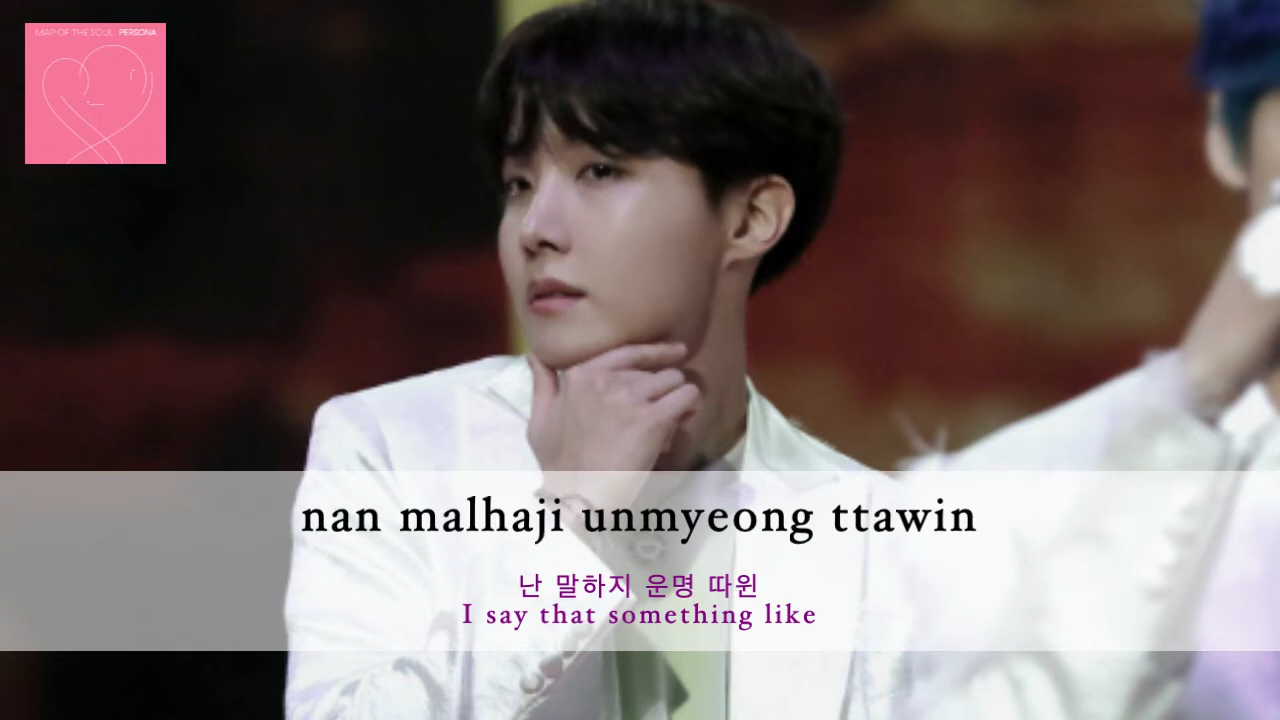 MAP OF THE SOUL PERSONA
nan malhaji unmyeong ttawin
난 말하지 운명 따윈
I say that something like